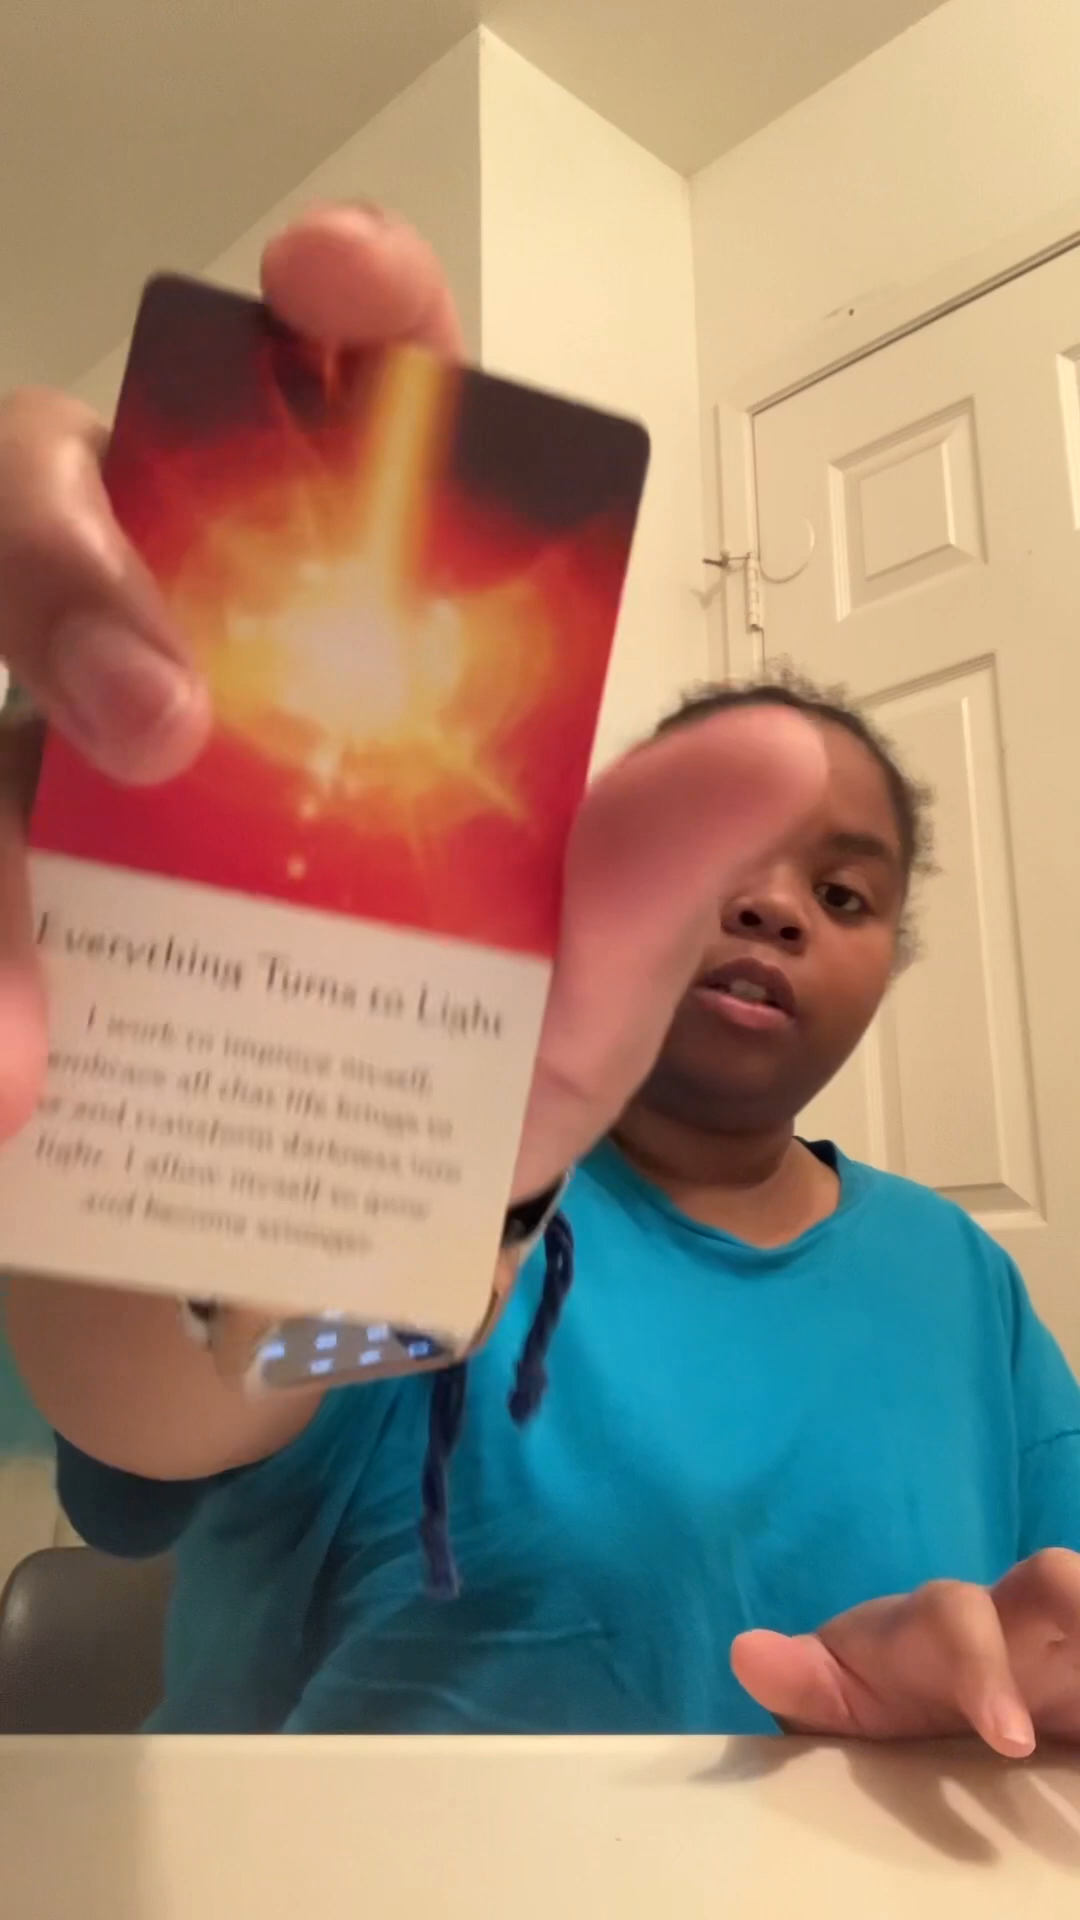 Everything Turns to Light
I work to improve myself,
embrace all that life brings to
and transform darkness into
light. I allow myself to grow
and become stronger.